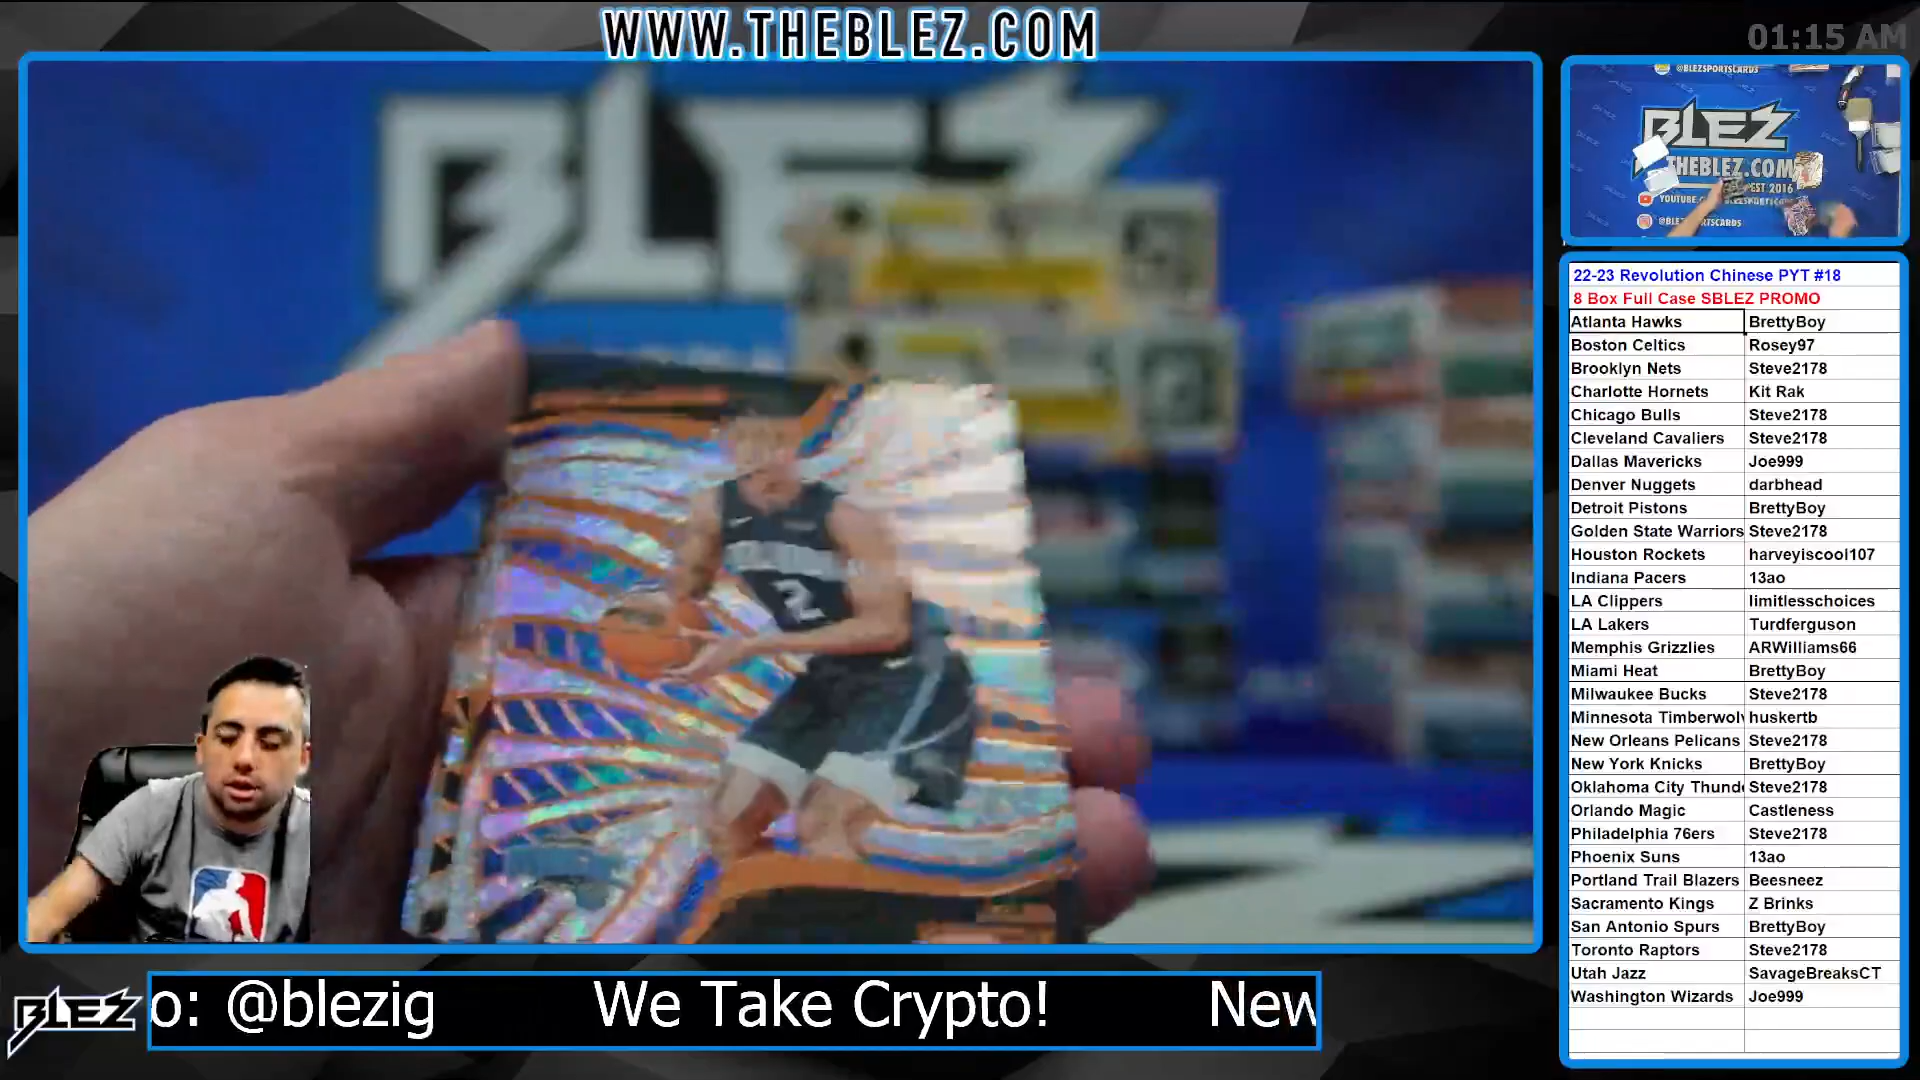 WWW.THEBLEZ.COM
01:15 AM
BLEZ
2
@BLEZSPORTSCARDS
BLEZ
THEBLEZ.COM
EST 2016
22-23 Revolution Chinese PYT #18
8 Box Full Case SBLEZ PROMO
Atlanta Hawks BrettyBoy
Boston Celtics Rosey97
Brooklyn Nets Steve2178
Charlotte Hornets Kit Rak
Chicago Bulls Steve2178
Cleveland Cavaliers Steve2178
Dallas Mavericks Joe999
Denver Nuggets darbhead
Detroit Pistons BrettyBoy
Golden State Warriors Steve2178
Houston Rockets harveyiscool107
Indiana Pacers 13ao
LA Clippers limitlesschoices
LA Lakers Turdferguson
Memphis Grizzlies ARWilliams66
Miami Heat BrettyBoy
Milwaukee Bucks Steve2178
Minnesota Timberwolv huskertb
New Orleans Pelicans Steve2178
New York Knicks BrettyBoy
Oklahoma City Thund Steve2178
Orlando Magic Castleness
Philadelphia 76ers Steve2178
Phoenix Suns 13ao
Portland Trail Blazers Beesneez
Sacramento Kings Z Brinks
San Antonio Spurs BrettyBoy
Toronto Raptors Steve2178
Utah Jazz SavageBreaksCT
Washington Wizards Joe999
BLEZ
o: @blezig We Take Crypto! New